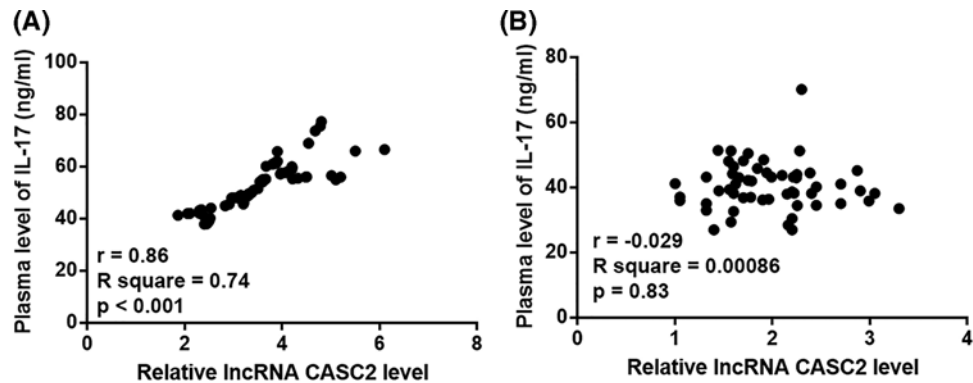 (A)
Plasma level of IL-17 (ng/ml)
100
80
60
40
20
0
r = 0.86
R square = 0.74
p < 0.001
0 2 4 6 8
Relative lncRNA CASC2 level
(B)
Plasma level of IL-17 (ng/ml)
80
60
40
20
0
r = -0.029
R square = 0.00086
p = 0.83
0 1 2 3 4
Relative lncRNA CASC2 level